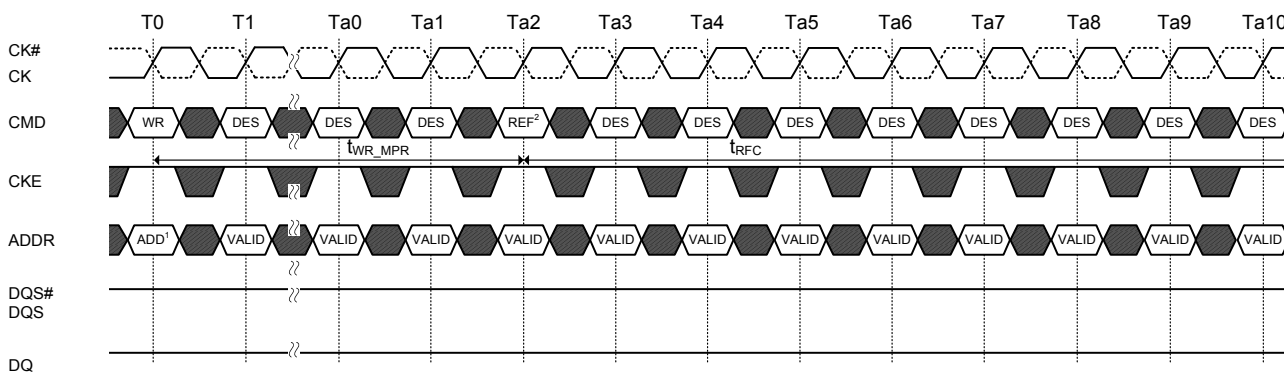 T0 T1 Ta0 Ta1 Ta2 Ta3 Ta4 Ta5 Ta6 Ta7 Ta8 Ta9 Ta10
CK#
CK
CMD WR DES DES DES REF² DES DES DES DES DES DES DES DES
tWR_MPR tRFC
CKE
ADDR ADD¹ VALID VALID VALID VALID VALID VALID VALID VALID VALID VALID VALID VALID
DQS#
DQS
DQ